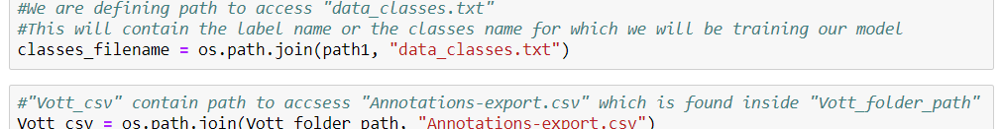 #We are defining path to access "data_classes.txt"
#This will contain the label name or the classes name for which we will be training our model
classes_filename = os.path.join(path1, "data_classes.txt")
#"Vott_csv" contain path to accsess "Annotations-export.csv" which is found inside "Vott_folder_path"
Vott_csv = os.path.join(Vott_folder_path, "Annotations-export.csv")